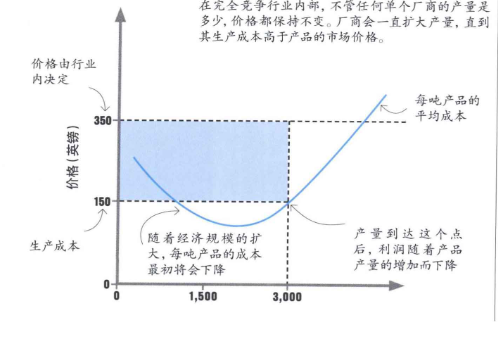 在完全竞争行业内部，不管任何单个厂商的产量是
多少，价格都保持不变。厂商会一直扩大产量，直到
其生产成本高于产品的市场价格。
价格由行业
内决定
每吨产品的
平均成本
350
价格（英镑）
150
生产成本
随着经济规模的扩
大，每吨产品的成本
最初将会下降
产量到达这个点
后，利润随着产品
产量的增加而下降
0
0
1,500
3,000